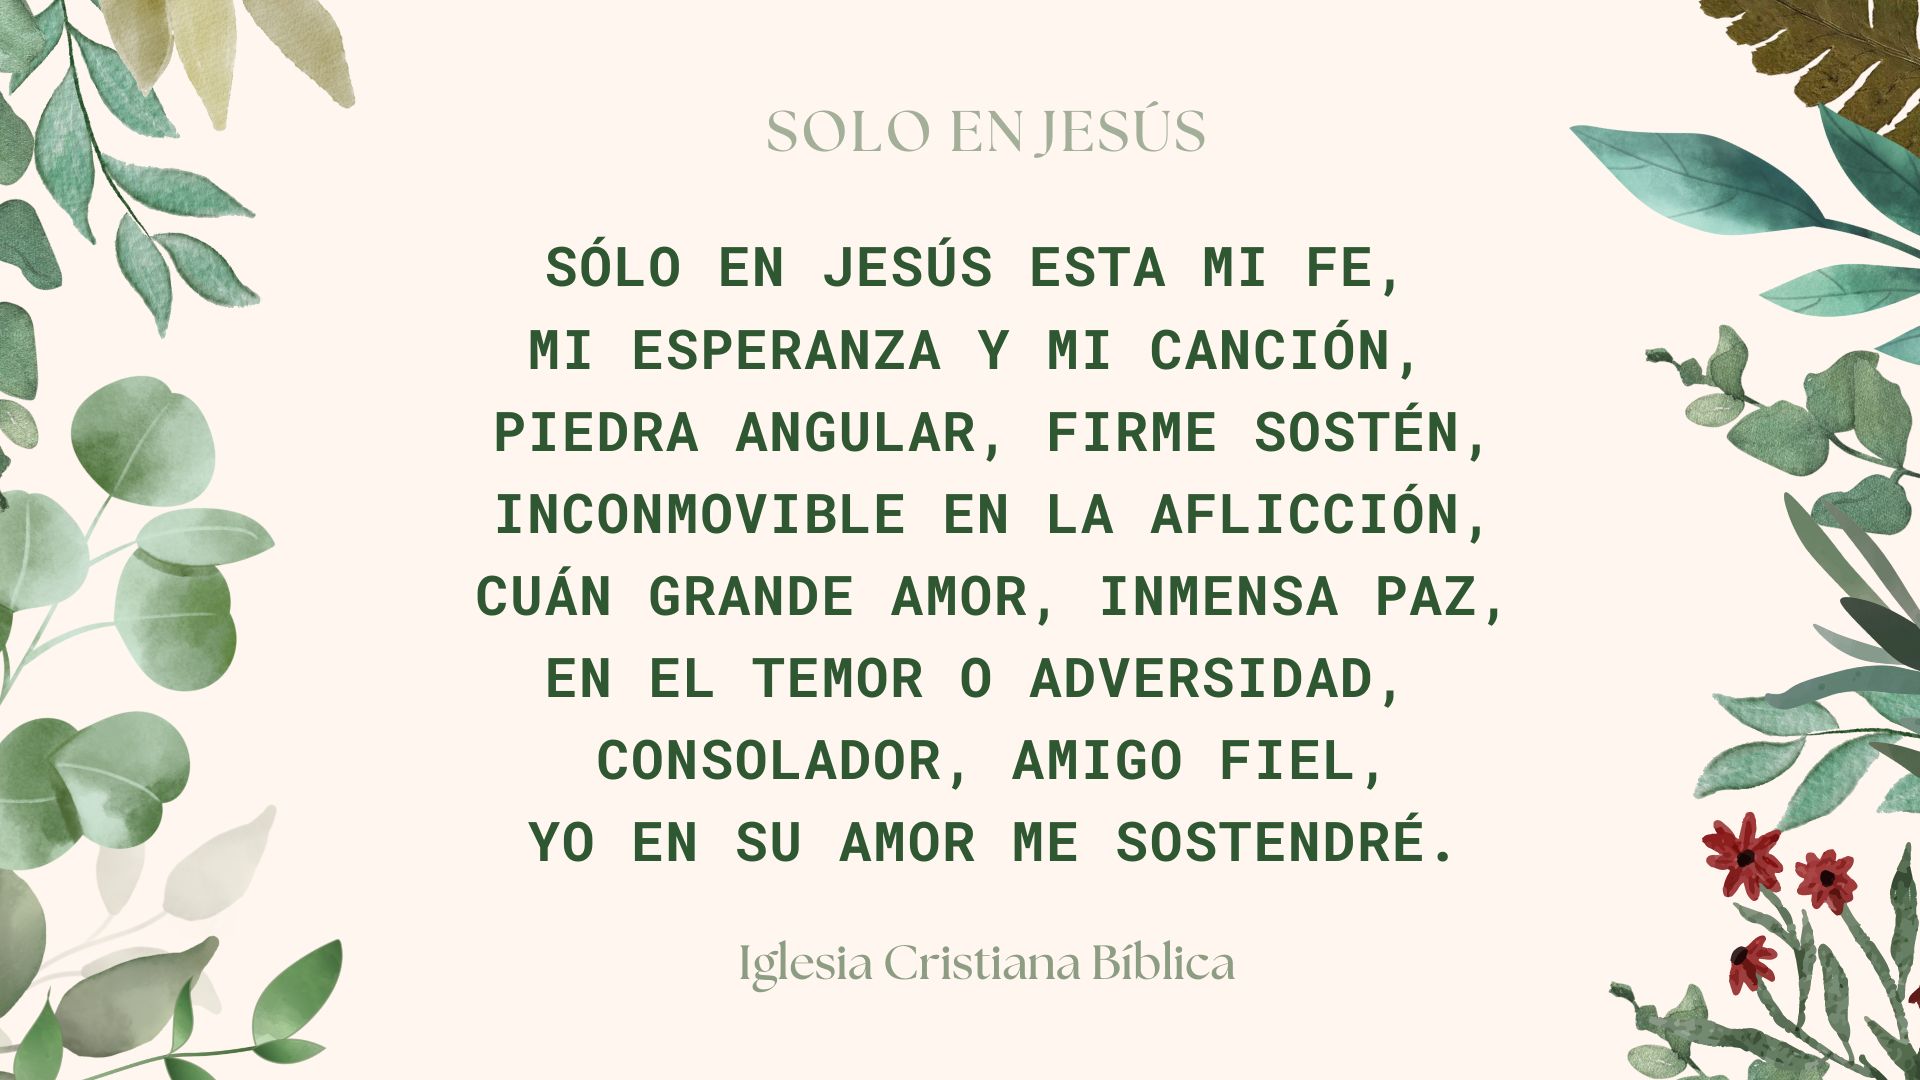 SOLO EN JESÚS
SÓLO EN JESÚS ESTA MI FE,
MI ESPERANZA Y MI CANCIÓN,
PIEDRA ANGULAR, FIRME SOSTÉN,
INCONMOVIBLE EN LA AFLICCIÓN,
CUÁN GRANDE AMOR, INMENSA PAZ,
EN EL TEMOR O ADVERSIDAD,
CONSOLADOR, AMIGO FIEL,
YO EN SU AMOR ME SOSTENDRÉ.
Iglesia Cristiana Bíblica